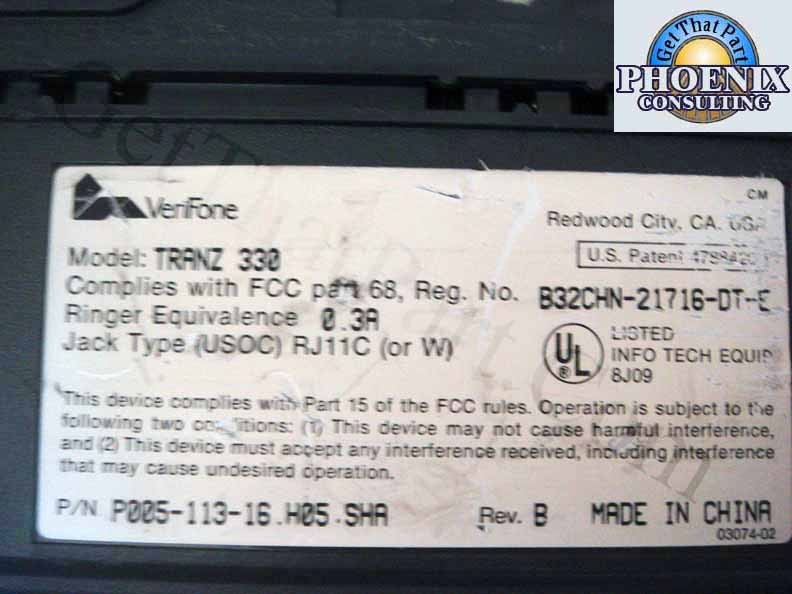 Get That Part
PHOENIX
CONSULTING
CM
VeriFone
Redwood City, CA. USA
Model: TRANZ 330
U.S. Patent
Complies with FCC part 68, Reg. No. B32CHN-21716-DT-E
Ringer Equivalence 0.3A
Jack Type (USOC) RJ11C (or W)
UL
LISTED
INFO TECH EQUIP
8J09
This device complies with Part 15 of the FCC rules. Operation is subject to the
following two conditions: (1) This device may not cause harmful interference,
and (2) This device must accept any interference received, including interference
that may cause undesired operation.
P/N P005-113-16.H05.SHA Rev. B MADE IN CHINA
03074-02
GetThatPart.Com